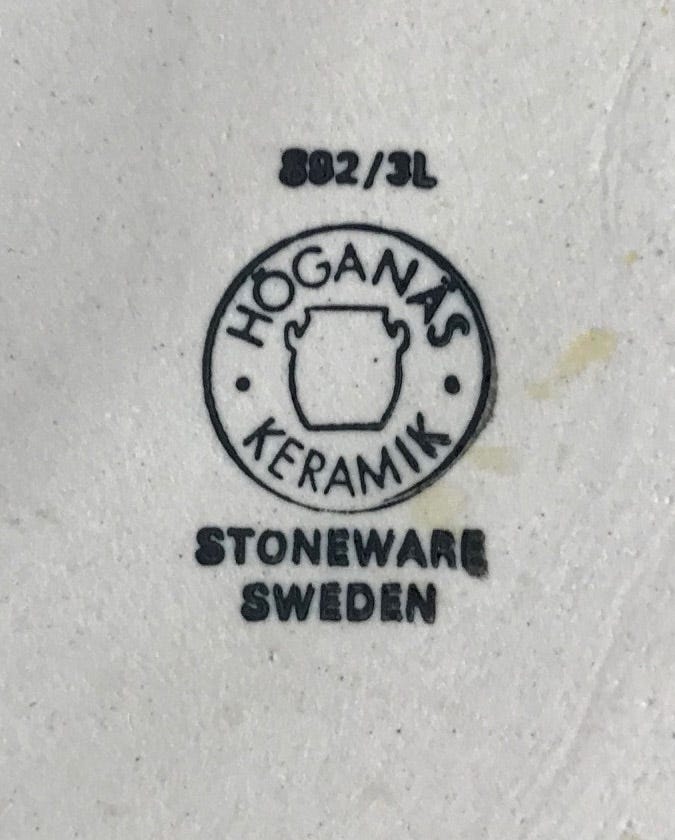 892/3L
HÖGANÄS
KERAMIK
STONEWARE
SWEDEN